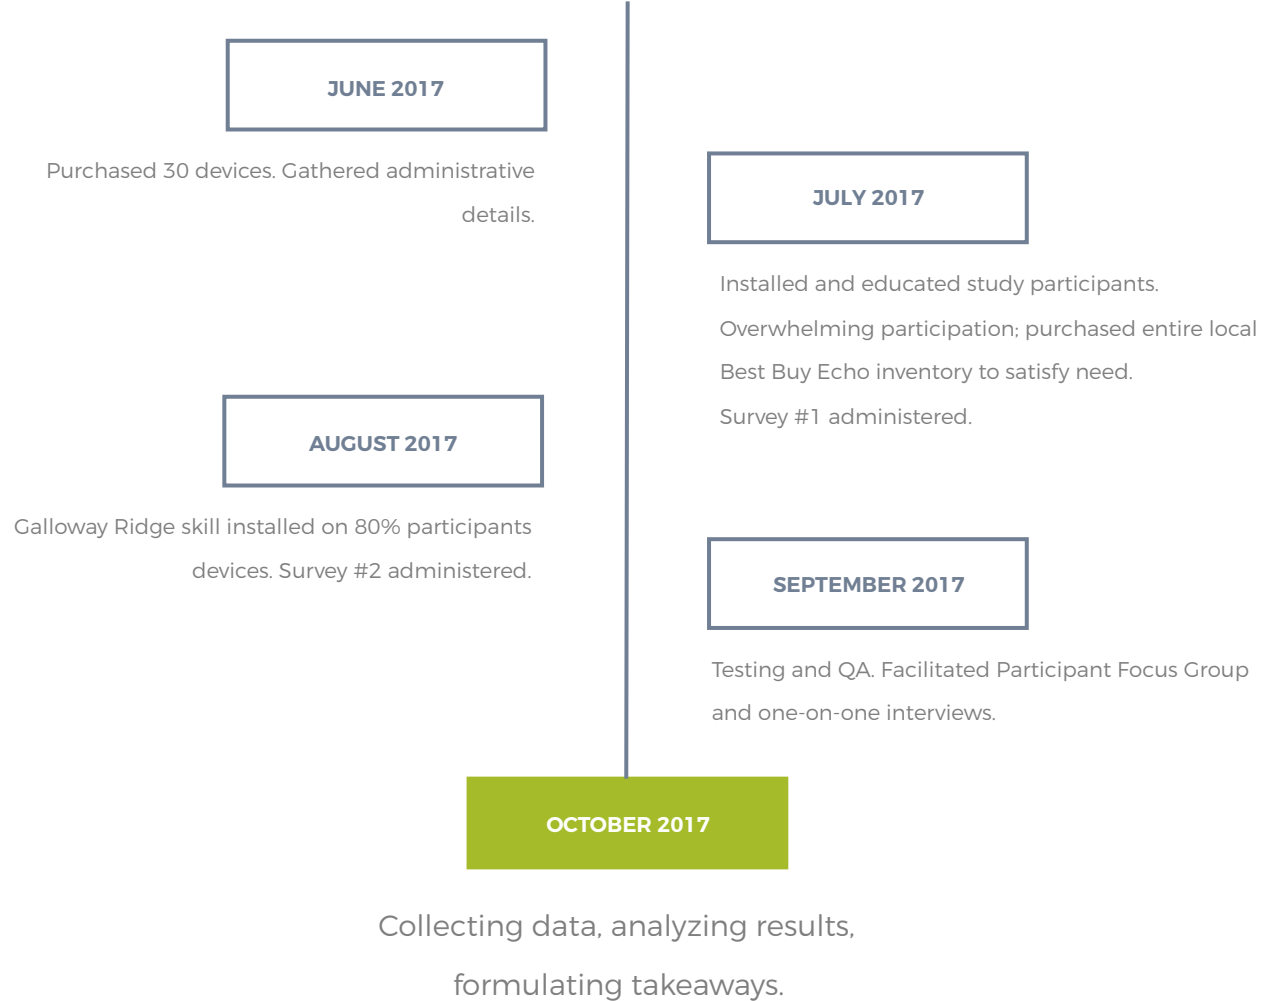 JUNE 2017
Purchased 30 devices. Gathered administrative
details.
JULY 2017
Installed and educated study participants.
Overwhelming participation; purchased entire local
Best Buy Echo inventory to satisfy need.
Survey #1 administered.
AUGUST 2017
Galloway Ridge skill installed on 80% participants
devices. Survey #2 administered.
SEPTEMBER 2017
Testing and QA. Facilitated Participant Focus Group
and one-on-one interviews.
OCTOBER 2017
Collecting data, analyzing results,
formulating takeaways.